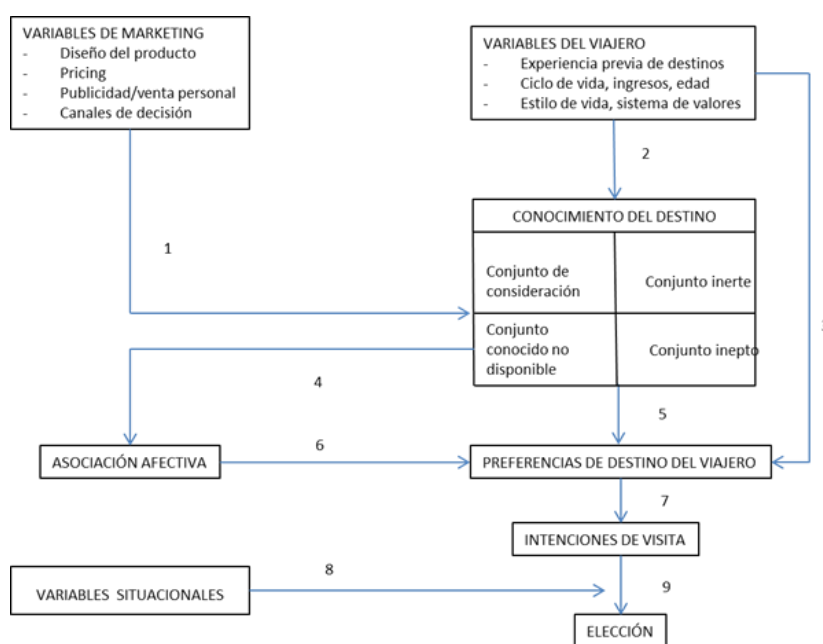 VARIABLES DE MARKETING
- Diseño del producto
- Pricing
- Publicidad/venta personal
- Canales de decisión
VARIABLES DEL VIAJERO
- Experiencia previa de destinos
- Ciclo de vida, ingresos, edad
- Estilo de vida, sistema de valores
2
CONOCIMIENTO DEL DESTINO
1
Conjunto de
consideración
Conjunto inerte
Conjunto
conocido no
disponible
Conjunto inepto
4
5
ASOCIACIÓN AFECTIVA
6
PREFERENCIAS DE DESTINO DEL VIAJERO
7
INTENCIONES DE VISITA
8
9
VARIABLES SITUACIONALES
ELECCIÓN